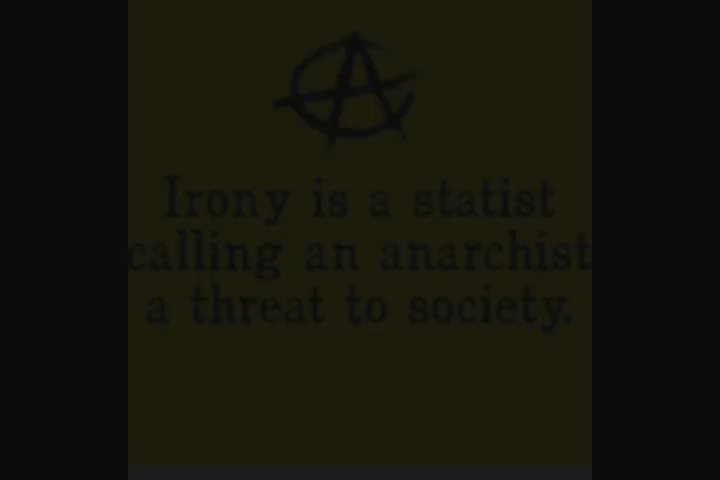 Irony is a statist
calling an anarchist
a threat to society.